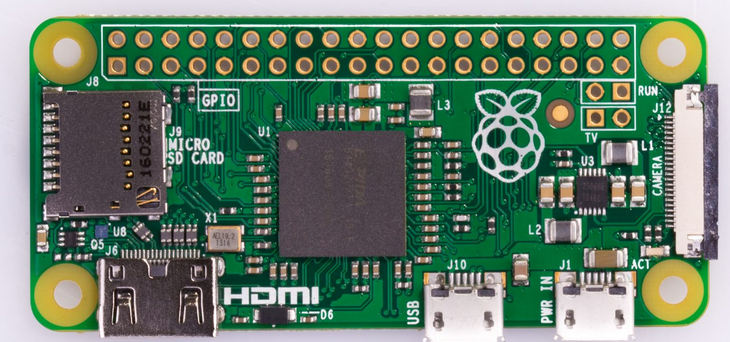 J8
GPIO
L3
RUN
J12
J9
MICRO
SD CARD
160221E
U1
TV
L1
U3
CAMERA
X1
U8
Q5
J6
L2
J10
J1
ACT
HDMI
D6
USB
PWR IN